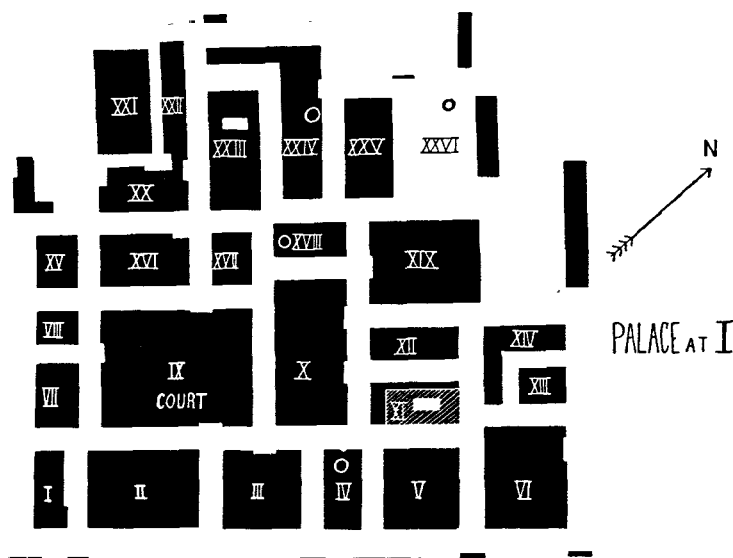 XXI XXII
XXIII XXIV XXV XXVI
N
XX
XV XVI XVII XVIII XIX
VIII XII XIV
PALACE AT I
VII IX X XIII
COURT
XI
I II III IV V VI